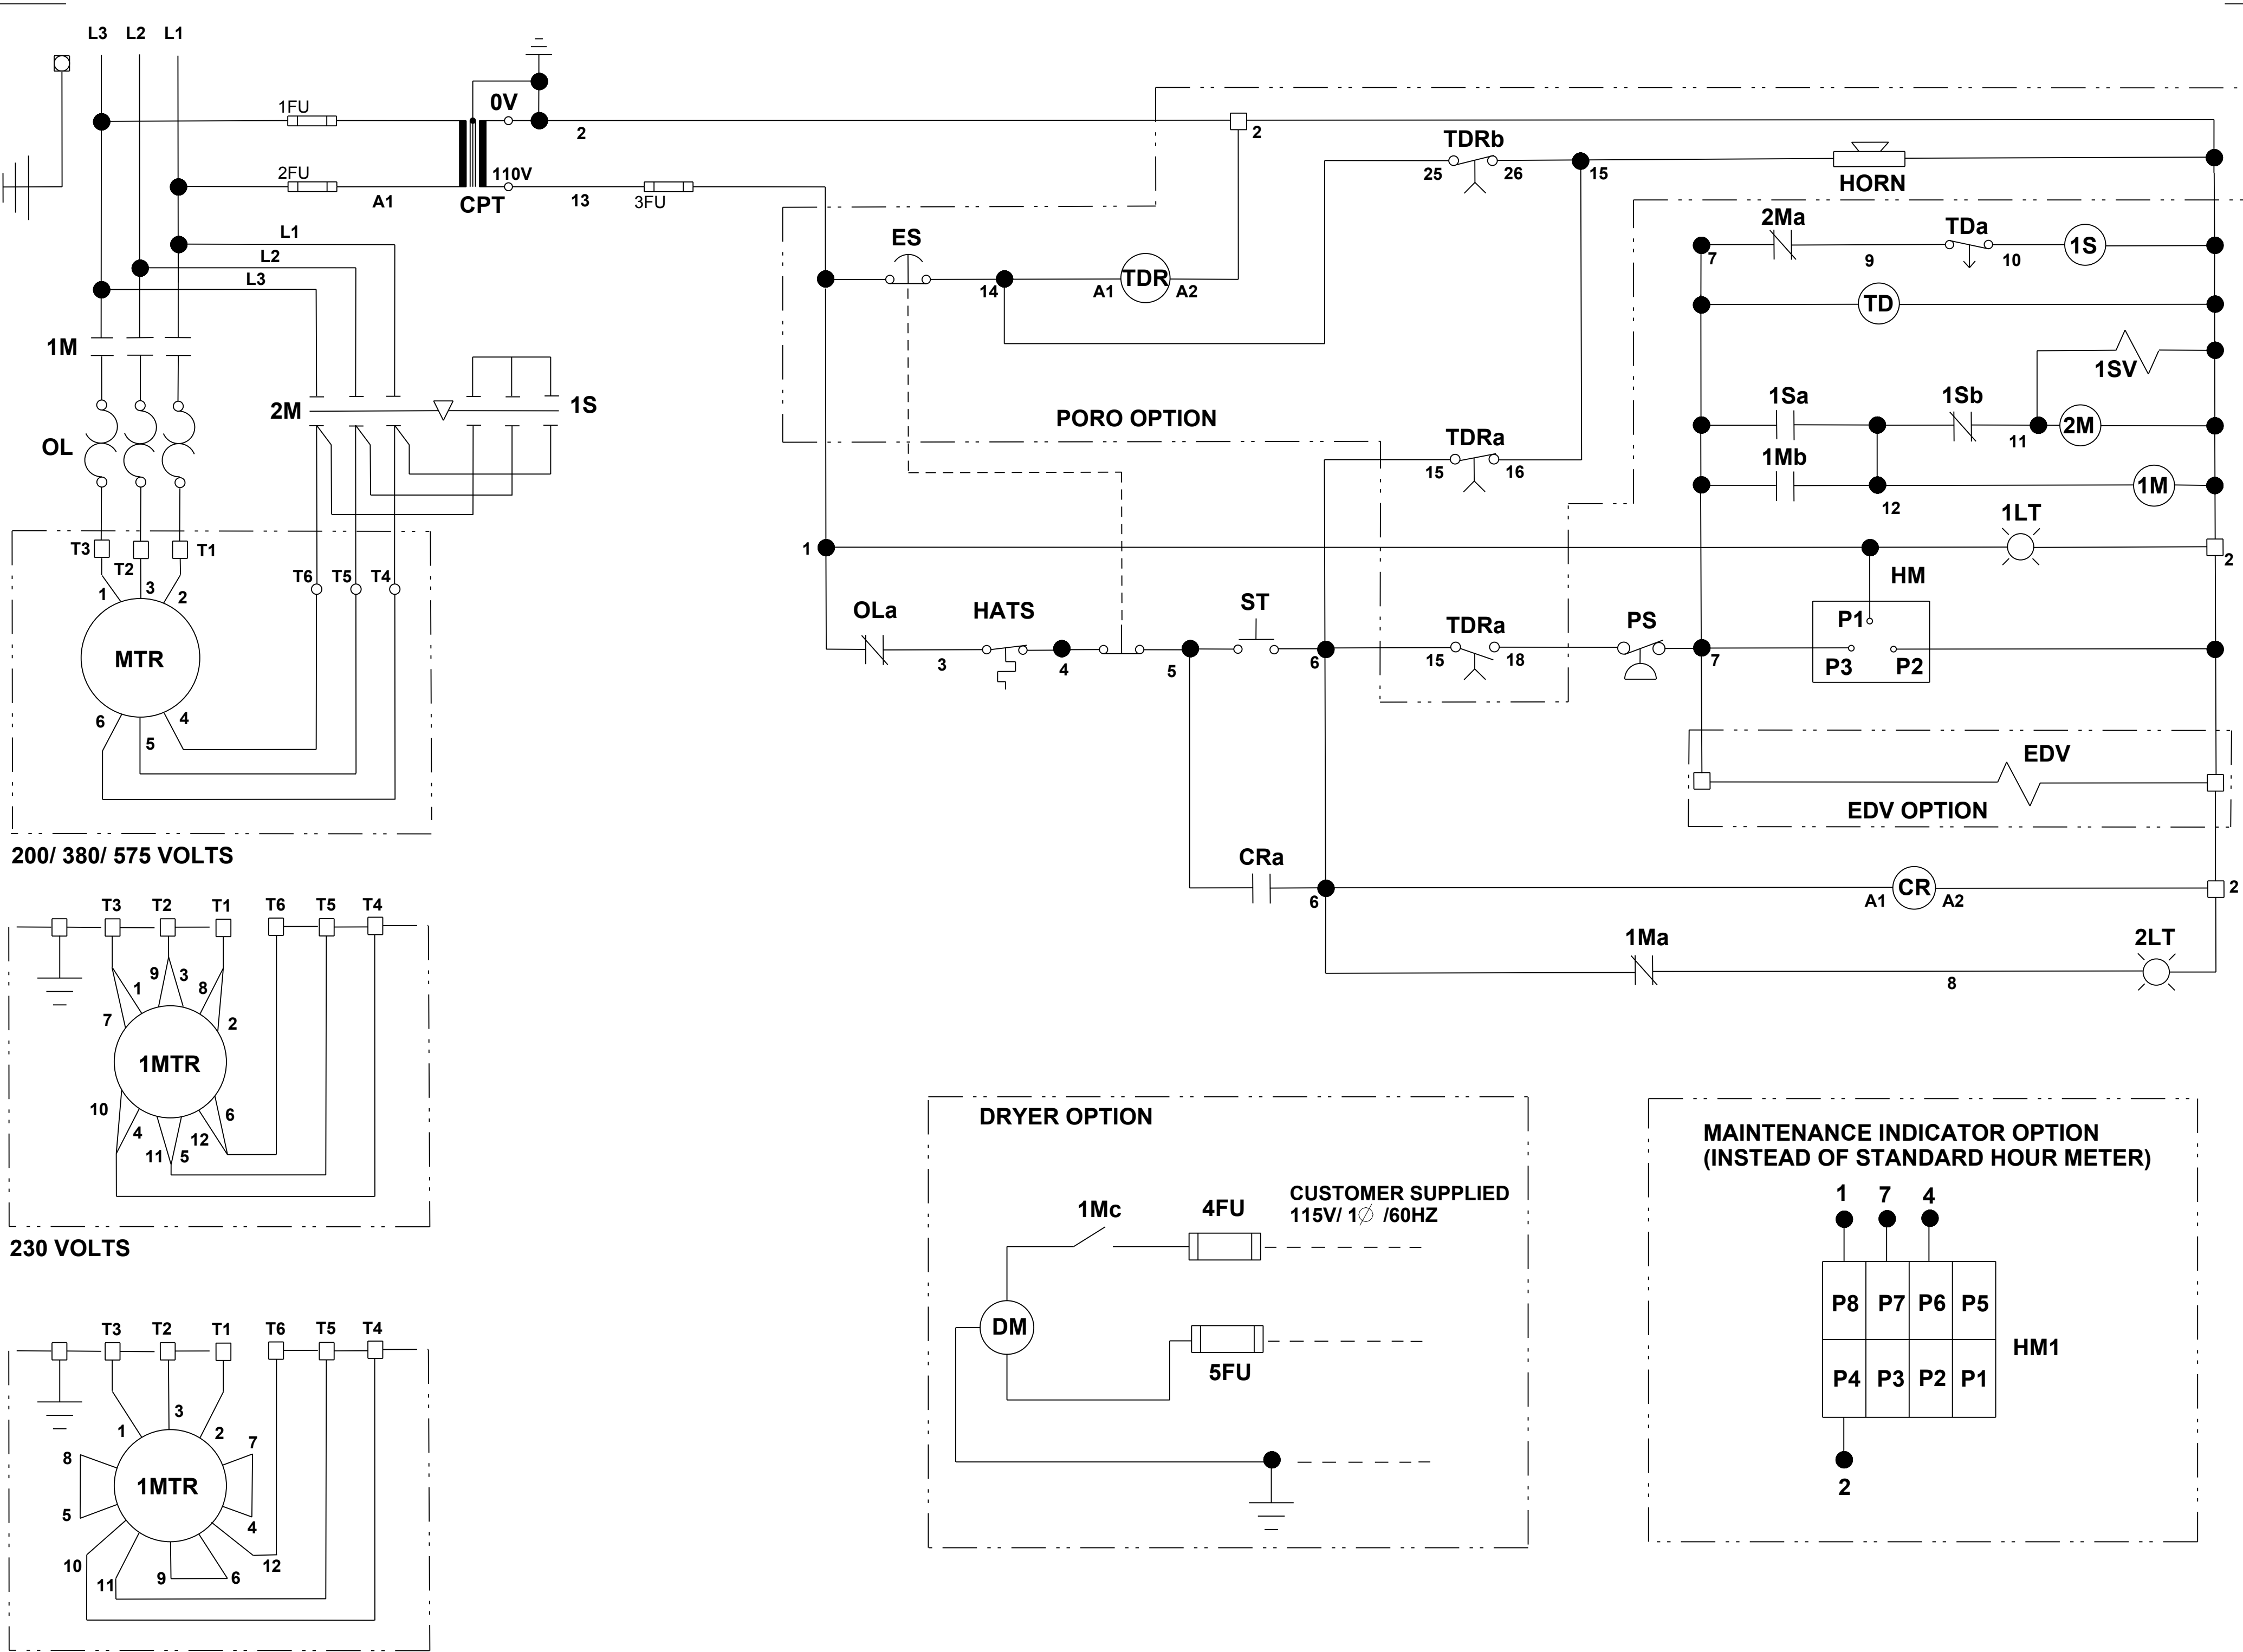 L3 L2 L1
1FU
0V
2
2
TDRb
25 26 15
HORN
2FU
A1
CPT
110V
13
3FU
L1
L2
L3
ES
14 A1 TDR A2
2Ma TDa
7 9 10 1S
TD
1SV
1M
2M 1S
PORO OPTION
1Sa 1Sb
11 2M
OL
TDRa
15 16
1Mb
12 1M
1LT
T3 T2 T1
T6 T5 T4
1
2
HM
1 3 2
MTR
6 5 4
OLa HATS ST TDRa PS
3 4 5 6 15 18 7
P1
P3 P2
EDV
EDV OPTION
200/ 380/ 575 VOLTS
CRa
6
A1 CR A2
2
1Ma 2LT
8
T3 T2 T1 T6 T5 T4
9 3
1 8
7 2
1MTR
10 6
4 12
11 5
230 VOLTS
DRYER OPTION
1Mc 4FU
CUSTOMER SUPPLIED
115V/ 1∅ /60HZ
DM
5FU
MAINTENANCE INDICATOR OPTION
(INSTEAD OF STANDARD HOUR METER)
1 7 4
P8 P7 P6 P5
HM1
P4 P3 P2 P1
2
T3 T2 T1 T6 T5 T4
3
1 2
8 7
1MTR
5 4
10 12
11 9 6